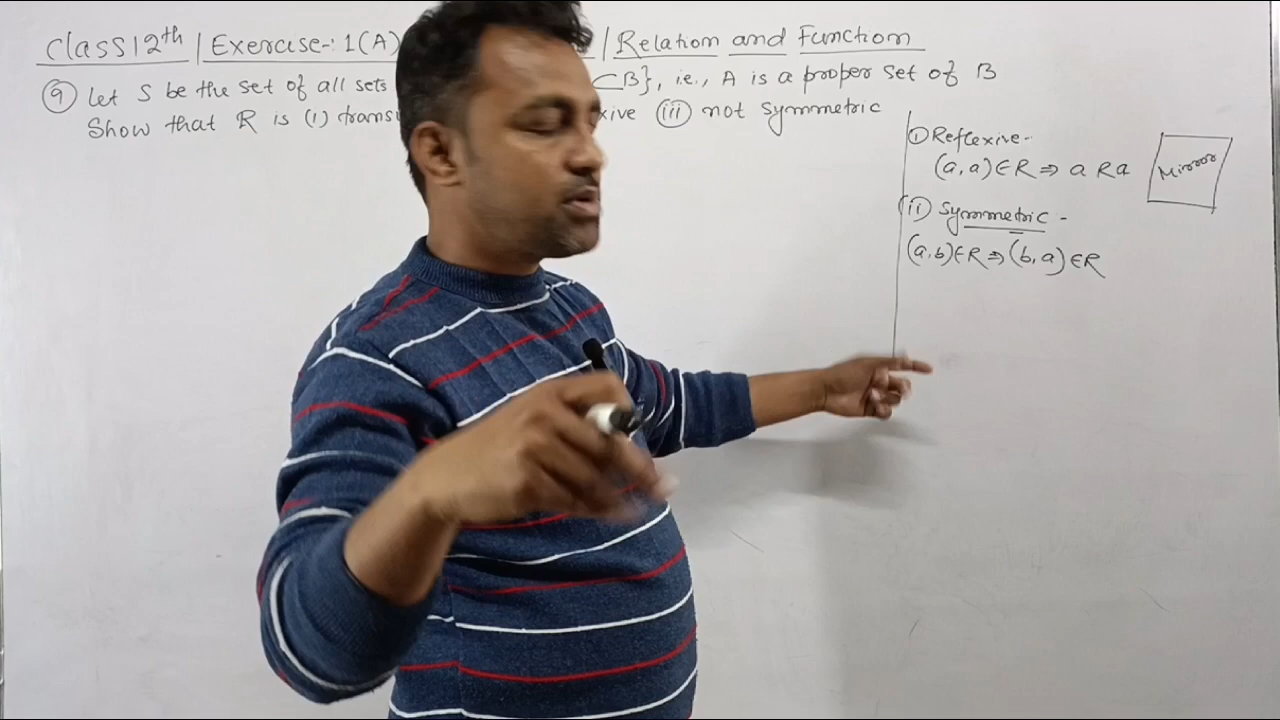 Class 12th | Exercise-: 1(A) | Relation and Function
⑨ Let S be the set of all sets ⊂B}, i.e., A is a proper set of B
Show that R is (i) xive (iii) not symmetric
① Reflexive-
(a,a)∈R ⇒ a R a
Mirror
(ii) Symmetric -
(a,b)∈R ⇒ (b,a)∈R